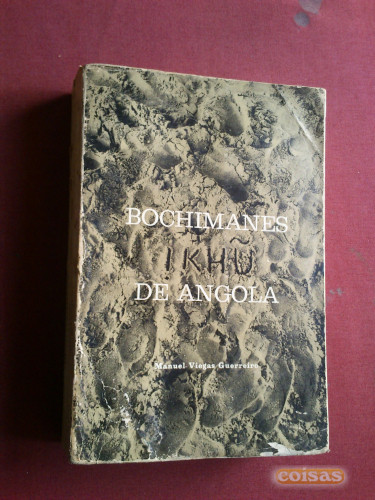 BOCHIMANES
!KHŨ
DE ANGOLA
Manuel Viegas Guerreiro
coisas